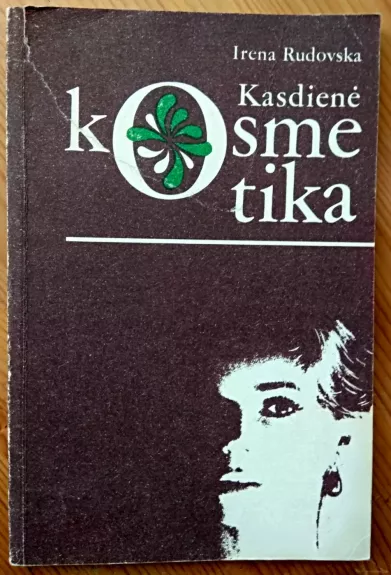 Irena Rudovska
Kasdienė
kOsme
tika